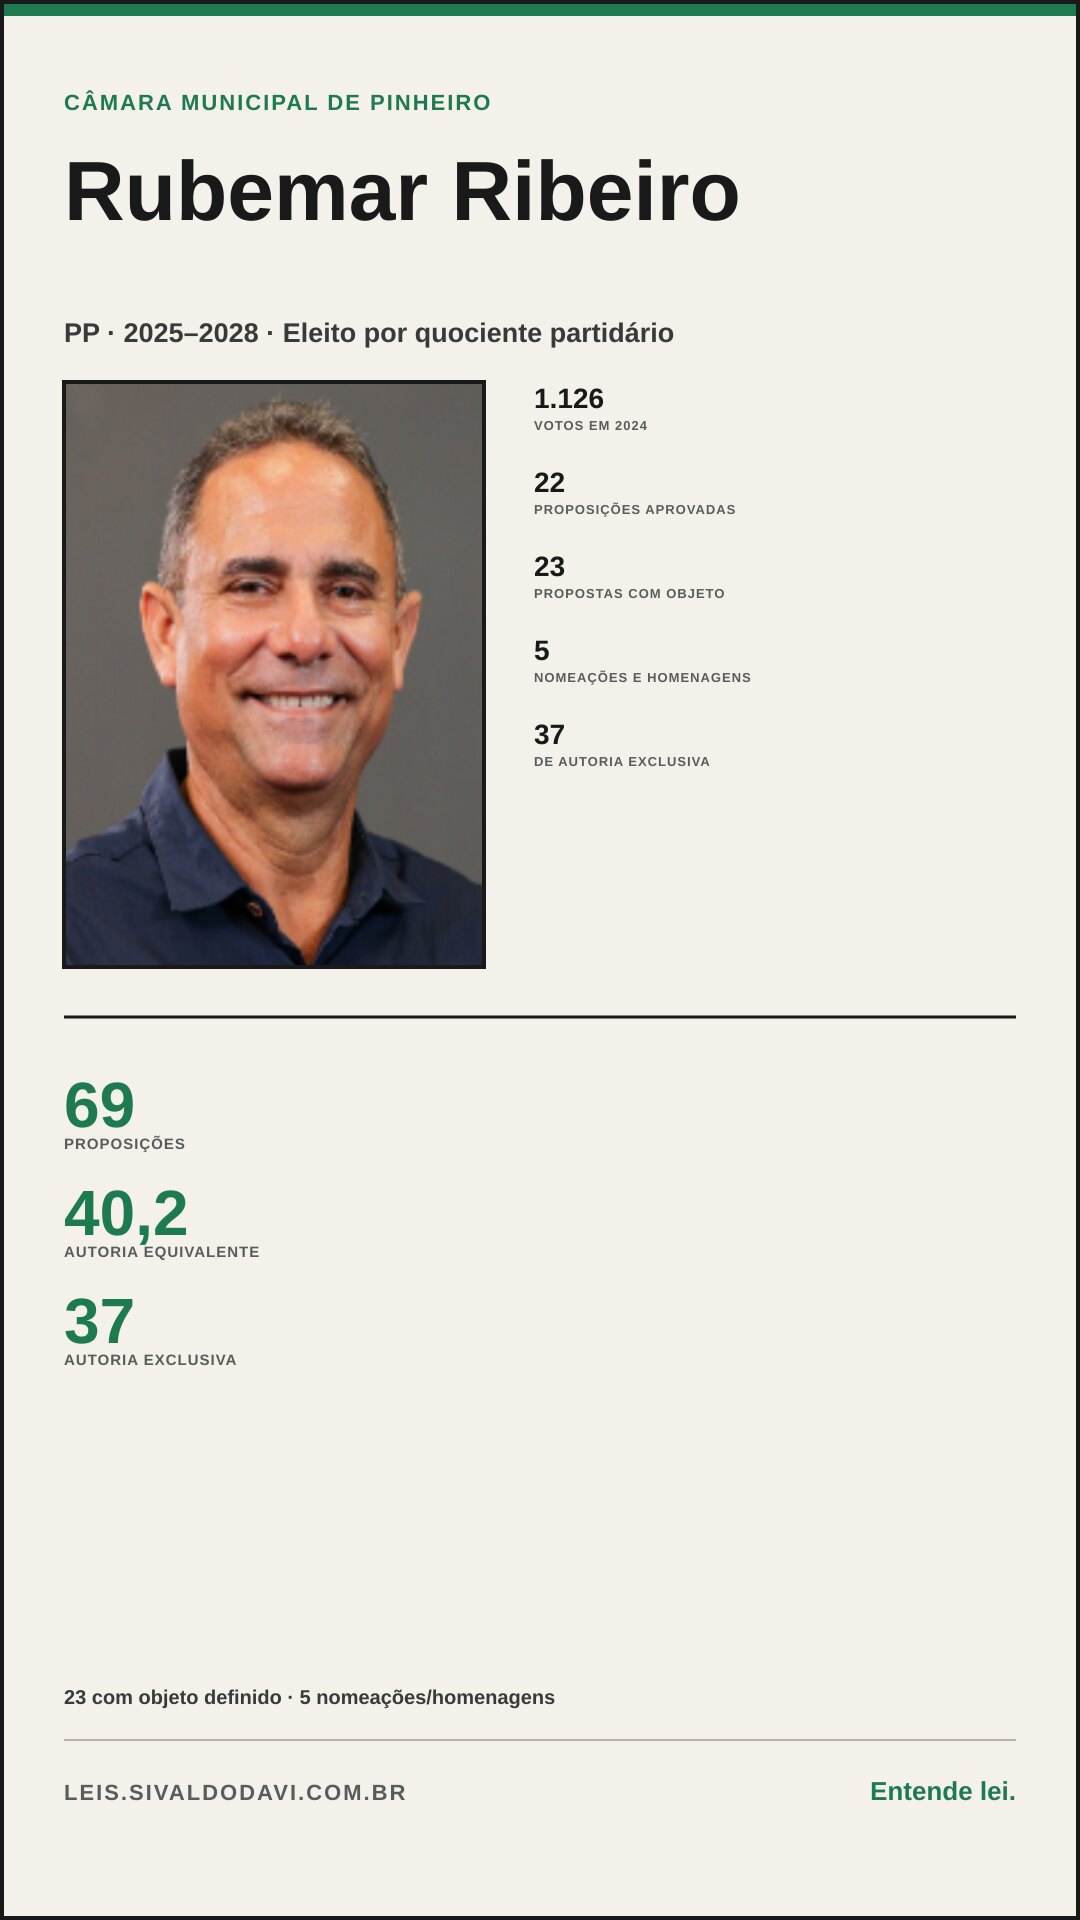 CÂMARA MUNICIPAL DE PINHEIRO
Rubemar Ribeiro
PP · 2025–2028 · Eleito por quociente partidário
1.126
VOTOS EM 2024
22
PROPOSIÇÕES APROVADAS
23
PROPOSTAS COM OBJETO
5
NOMEAÇÕES E HOMENAGENS
37
DE AUTORIA EXCLUSIVA
69
PROPOSIÇÕES
40,2
AUTORIA EQUIVALENTE
37
AUTORIA EXCLUSIVA
23 com objeto definido · 5 nomeações/homenagens
LEIS.SIVALDODAVI.COM.BR
Entende lei.